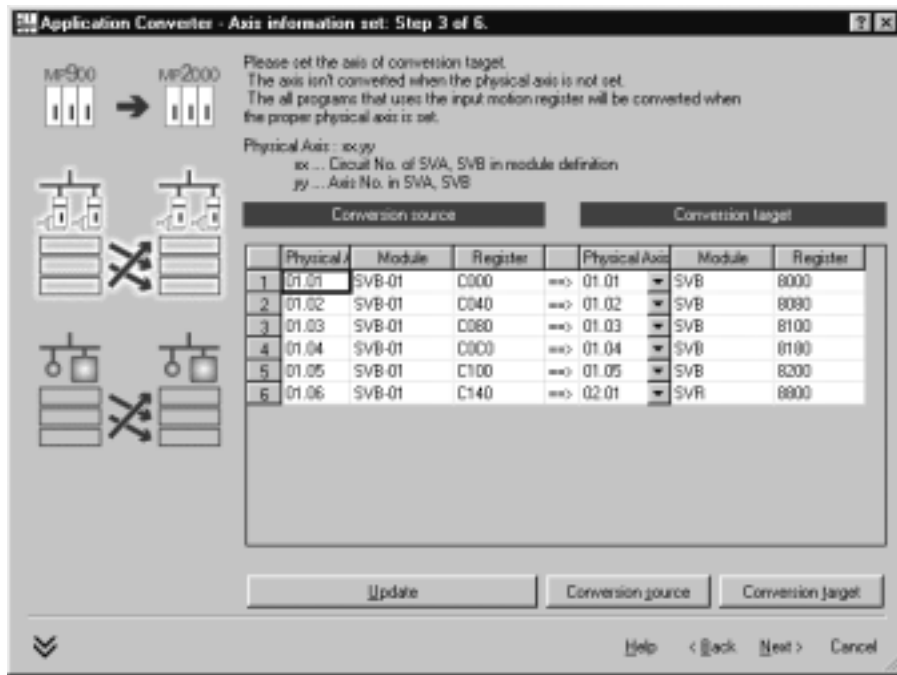 Application Converter - Axis information set: Step 3 of 6.
MP900 MP2000
Please set the axis of conversion target.
The axis isn't converted when the physical axis is not set.
The all programs that uses the input motion register will be converted when
the proper physical axis is set.
Physical Axis : xx.yy
xx ... Circuit No. of SVA, SVB in module definition
yy ... Axis No. in SVA, SVB
Conversion source Conversion target
Physical A Module Register Physical Axis Module Register
1 01.01 SVB-01 C000 ==> 01.01 SVB 8000
2 01.02 SVB-01 C040 ==> 01.02 SVB 8080
3 01.03 SVB-01 C080 ==> 01.03 SVB 8100
4 01.04 SVB-01 C0C0 ==> 01.04 SVB 8180
5 01.05 SVB-01 C100 ==> 01.05 SVB 8200
6 01.06 SVB-01 C140 ==> 02.01 SVR 8800
Update Conversion source Conversion target
Help < Back Next > Cancel